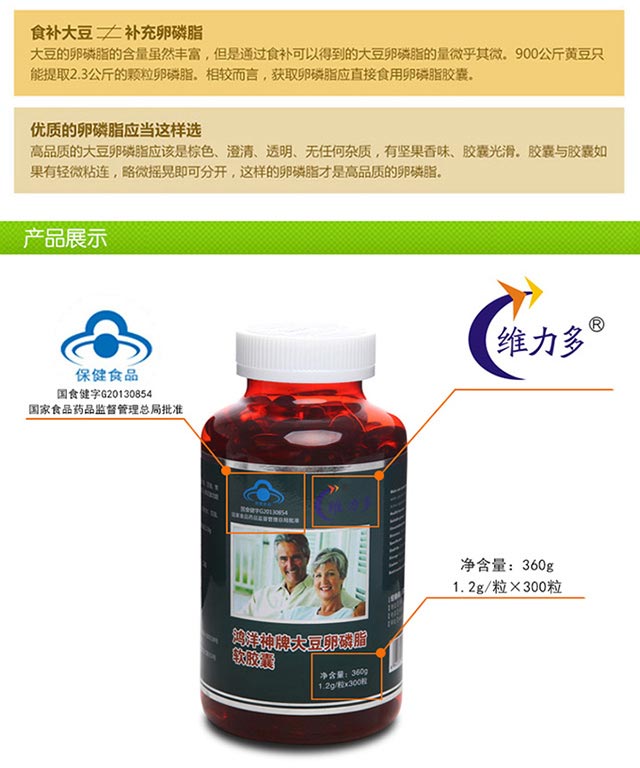 食补大豆 ≠ 补充卵磷脂
大豆的卵磷脂的含量虽然丰富，但是通过食补可以得到的大豆卵磷脂的量微乎其微。900公斤黄豆只
能提取2.3公斤的颗粒卵磷脂。相较而言，获取卵磷脂应直接食用卵磷脂胶囊。
优质的卵磷脂应当这样选
高品质的大豆卵磷脂应该是棕色、澄清、透明、无任何杂质，有坚果香味、胶囊光滑。胶囊与胶囊如
果有轻微粘连，略微摇晃即可分开，这样的卵磷脂才是高品质的卵磷脂。
产品展示
保健食品
国食健字G20130854
国家食品药品监督管理总局批准
维力多®
国食健字G20130854
国家食品药品监督管理总局批准
维力多
净含量：360g
1.2g/粒×300粒
鸿洋神牌大豆卵磷脂
软胶囊
净含量：360g
1.2g/粒x300粒